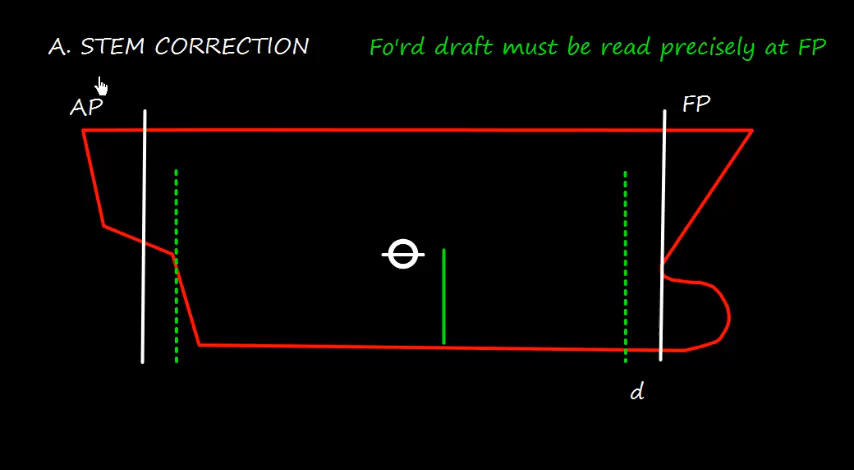 A. STEM CORRECTION
Fo'rd draft must be read precisely at FP
AP
FP
d